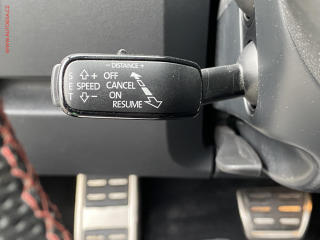 - DISTANCE +
S + OFF
E SPEED CANCEL
T - ON
RESUME